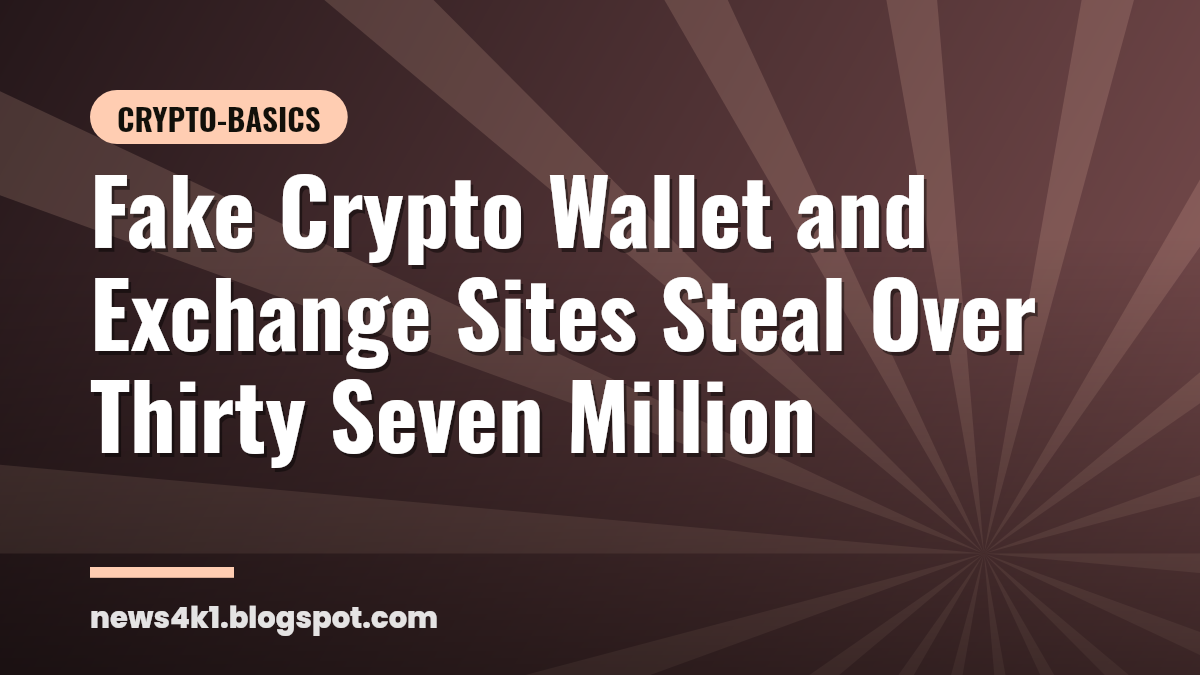 CRYPTO-BASICS
Fake Crypto Wallet and
Exchange Sites Steal Over
Thirty Seven Million
news4k1.blogspot.com